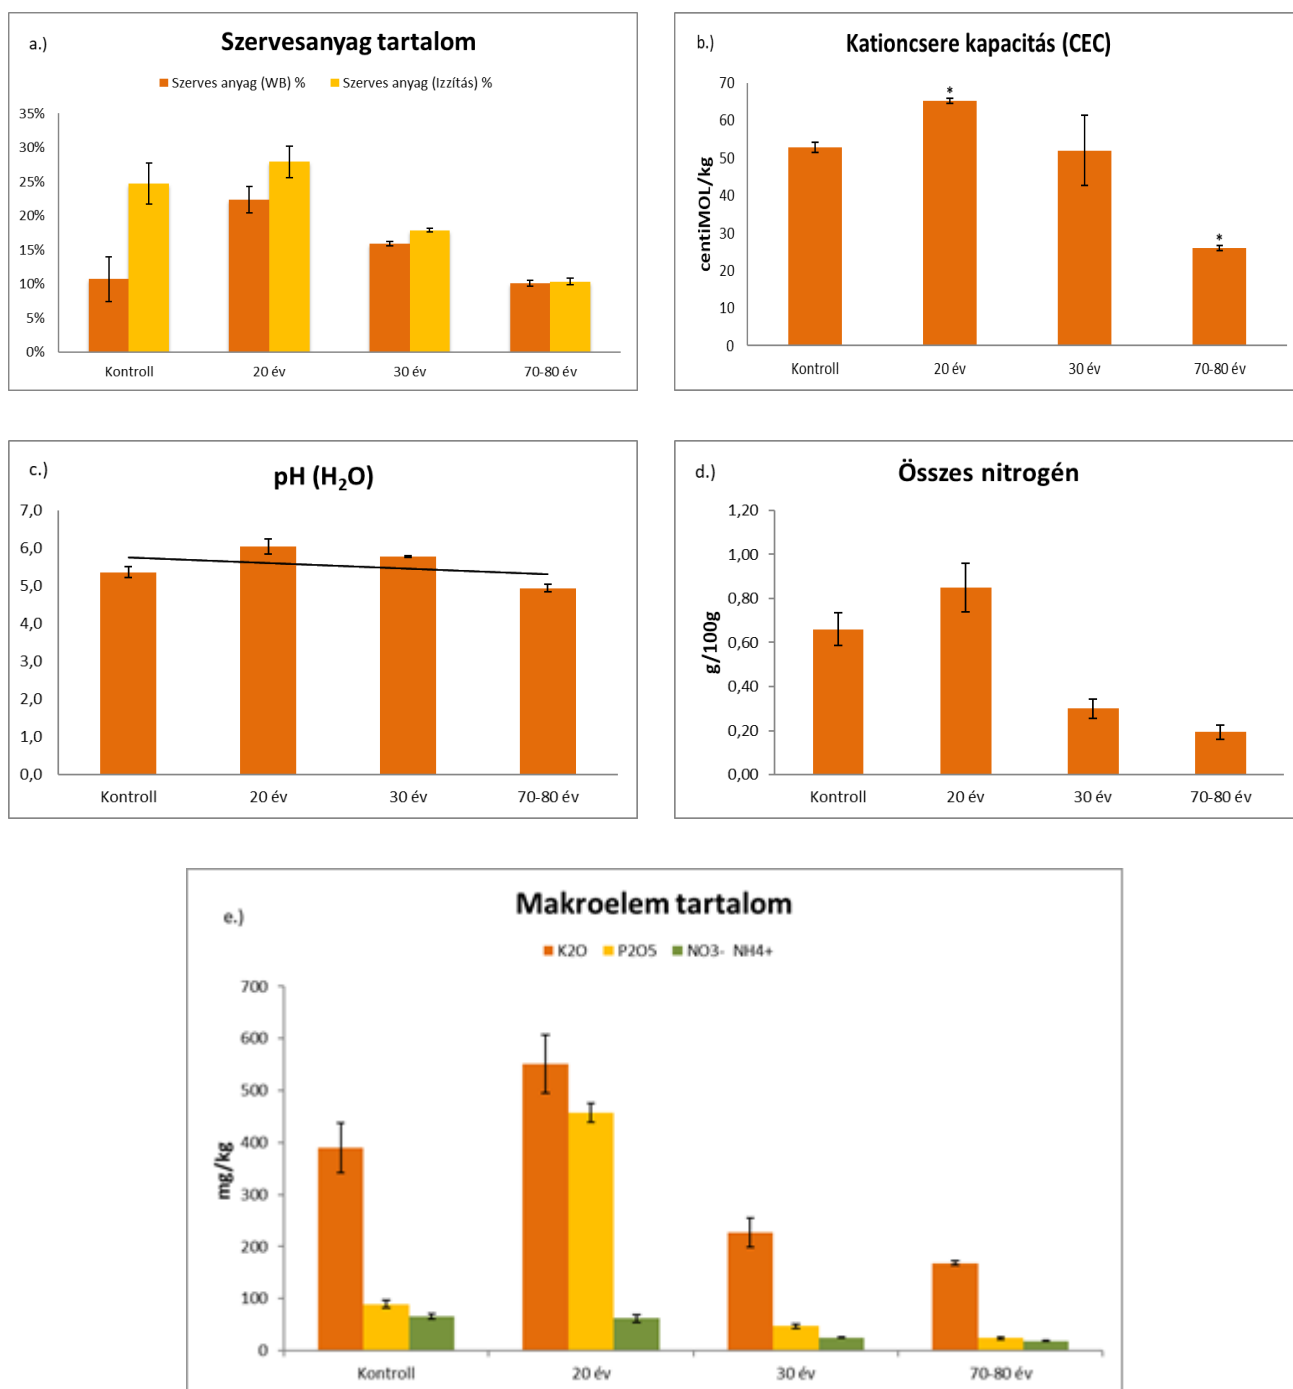 a.)
Szervesanyag tartalom
Szerves anyag (WB) % Szerves anyag (Izzítás) %
35%
30%
25%
20%
15%
10%
5%
0%
Kontroll 20 év 30 év 70-80 év
b.)
Kationcsere kapacitás (CEC)
centiMOL/kg
70
60
50
40
30
20
10
0
* *
Kontroll 20 év 30 év 70-80 év
c.)
pH (H₂O)
7,0
6,0
5,0
4,0
3,0
2,0
1,0
0,0
Kontroll 20 év 30 év 70-80 év
d.)
Összes nitrogén
g/100g
1,20
1,00
0,80
0,60
0,40
0,20
0,00
Kontroll 20 év 30 év 70-80 év
e.)
Makroelem tartalom
K2O P2O5 NO3- NH4+
mg/kg
700
600
500
400
300
200
100
0
Kontroll 20 év 30 év 70-80 év